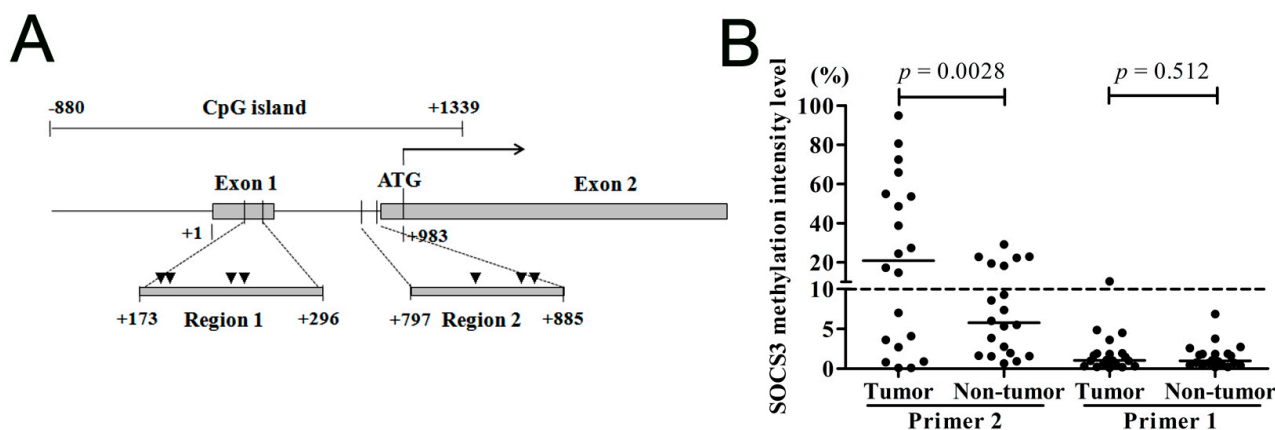 A
-880 CpG island +1339
Exon 1 ATG Exon 2
+1 +983
+173 Region 1 +296 +797 Region 2 +885
B
(%) p = 0.0028 p = 0.512
SOCS3 methylation intensity level
100
80
60
40
20
10
5
0
Tumor Non-tumor Tumor Non-tumor
Primer 2 Primer 1